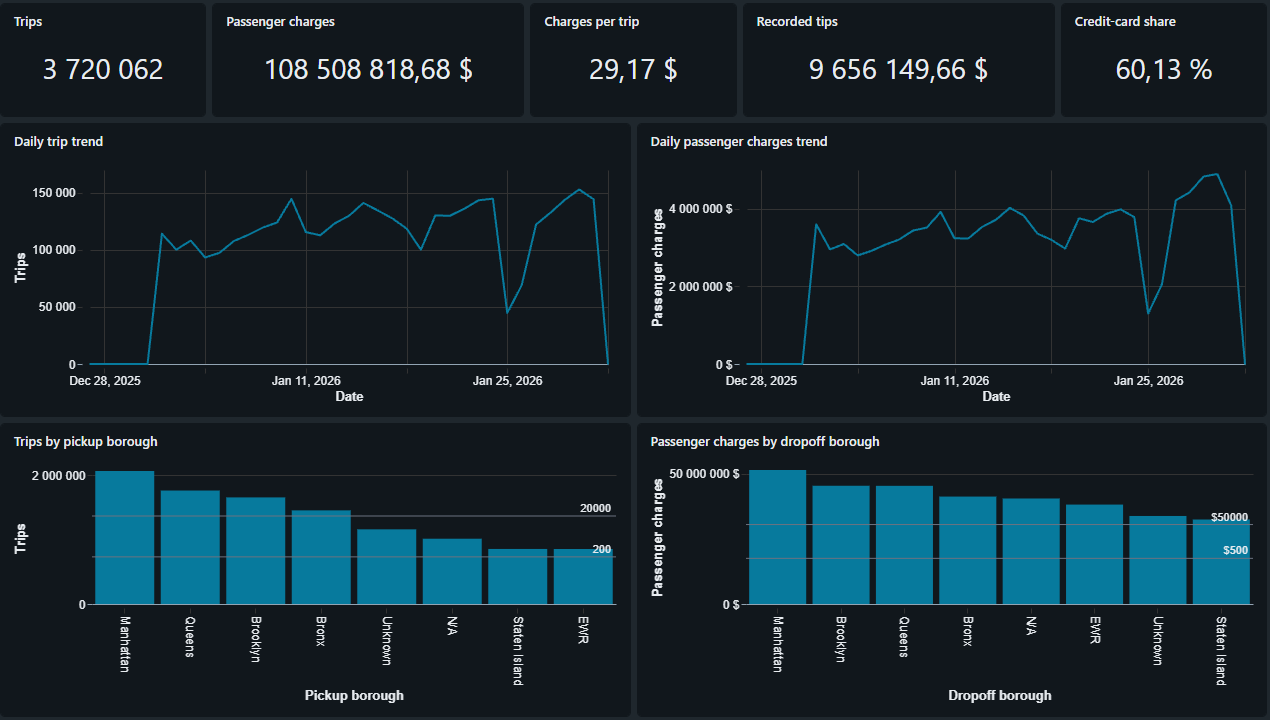 Trips
3 720 062
Passenger charges
108 508 818,68 $
Charges per trip
29,17 $
Recorded tips
9 656 149,66 $
Credit-card share
60,13 %
Daily trip trend
150 000
100 000
50 000
0
Trips
Dec 28, 2025
Jan 11, 2026
Jan 25, 2026
Date
Daily passenger charges trend
4 000 000 $
2 000 000 $
0 $
Passenger charges
Dec 28, 2025
Jan 11, 2026
Jan 25, 2026
Date
Trips by pickup borough
2 000 000
20000
200
0
Trips
Manhattan
Queens
Brooklyn
Bronx
Unknown
N/A
Staten Island
EWR
Pickup borough
Passenger charges by dropoff borough
50 000 000 $
$50000
$500
0 $
Passenger charges
Manhattan
Brooklyn
Queens
Bronx
N/A
EWR
Unknown
Staten Island
Dropoff borough